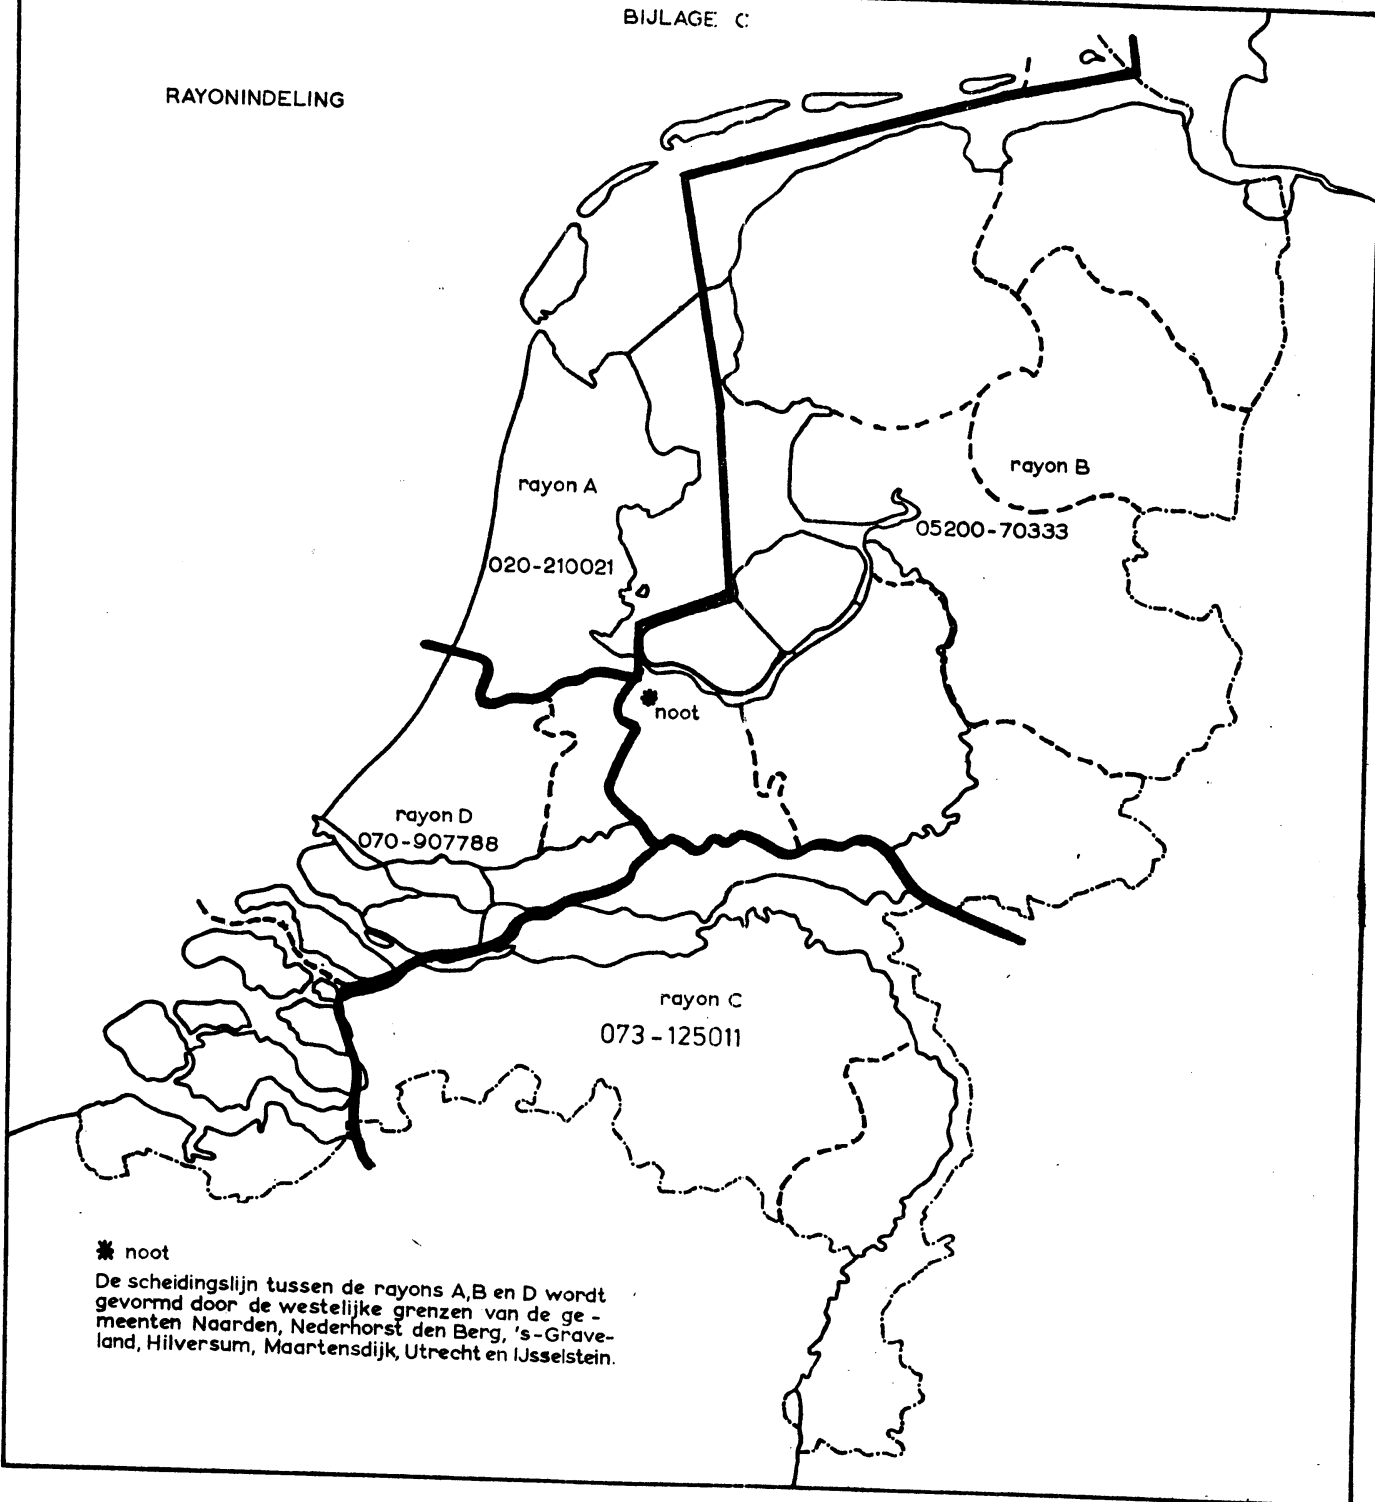 BIJLAGE C
RAYONINDELING
rayon A
020-210021
rayon B
05200-70333
✱ noot
rayon D
070-907788
rayon C
073-125011
✱ noot
De scheidingslijn tussen de rayons A,B en D wordt
gevormd door de westelijke grenzen van de ge-
meenten Naarden, Nederhorst den Berg, 's-Grave-
land, Hilversum, Maartensdijk, Utrecht en IJsselstein.